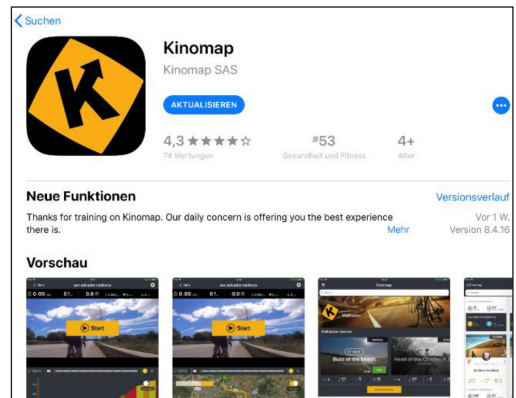 Suchen
Kinomap
Kinomap SAS
AKTUALISIEREN
4,3 ★★★★☆
74 Wertungen
#53
Gesundheit und Fitness
4+
Alter
Neue Funktionen
Versionsverlauf
Thanks for training on Kinomap. Our daily concern is offering you the best experience
there is.
Mehr
Vor 1 W.
Version 8.4.16
Vorschau
Start
Start
Kinomap
Buzz of the beach
Head of the Charles